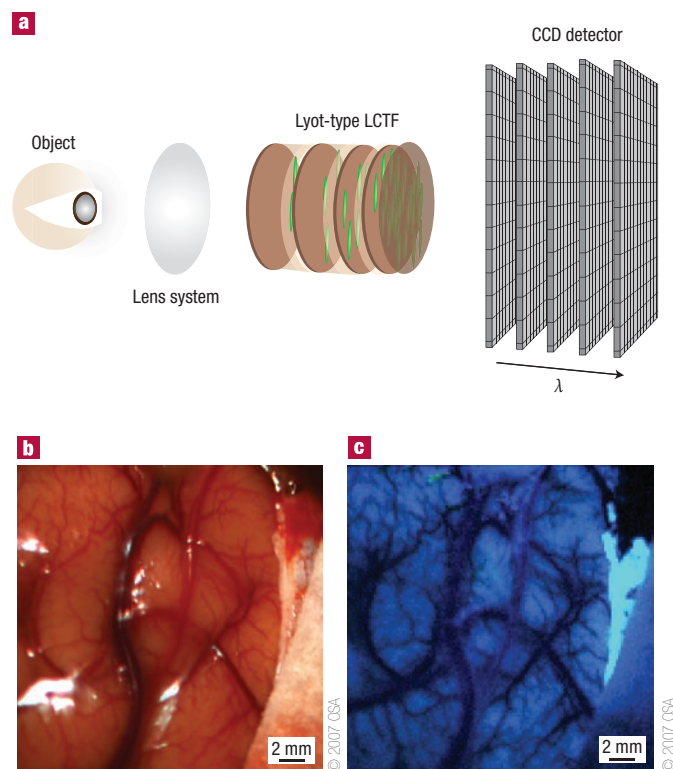 a
CCD detector
Lyot-type LCTF
Object
Lens system
λ
b
c
2 mm
© 2007 OSA
2 mm
© 2007 OSA